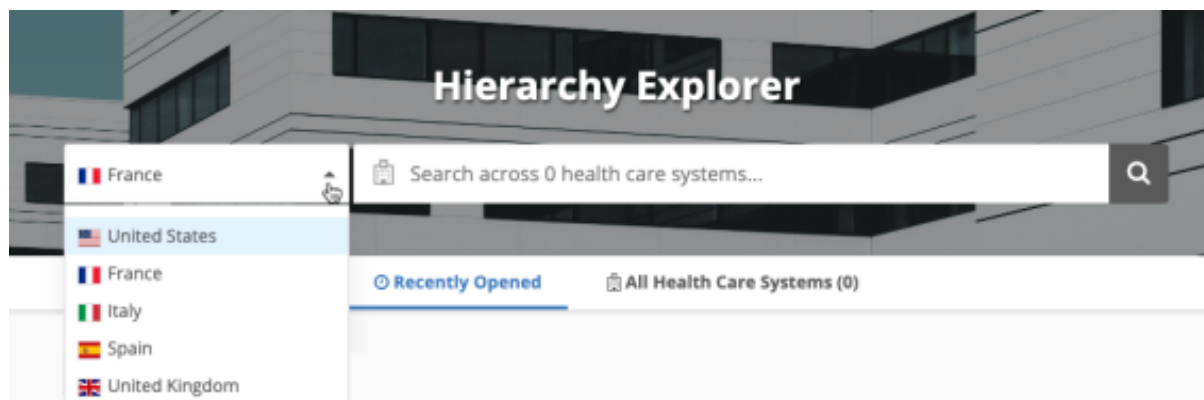 Hierarchy Explorer
France
Search across 0 health care systems...
United States
France
Italy
Spain
United Kingdom
Recently Opened
All Health Care Systems (0)